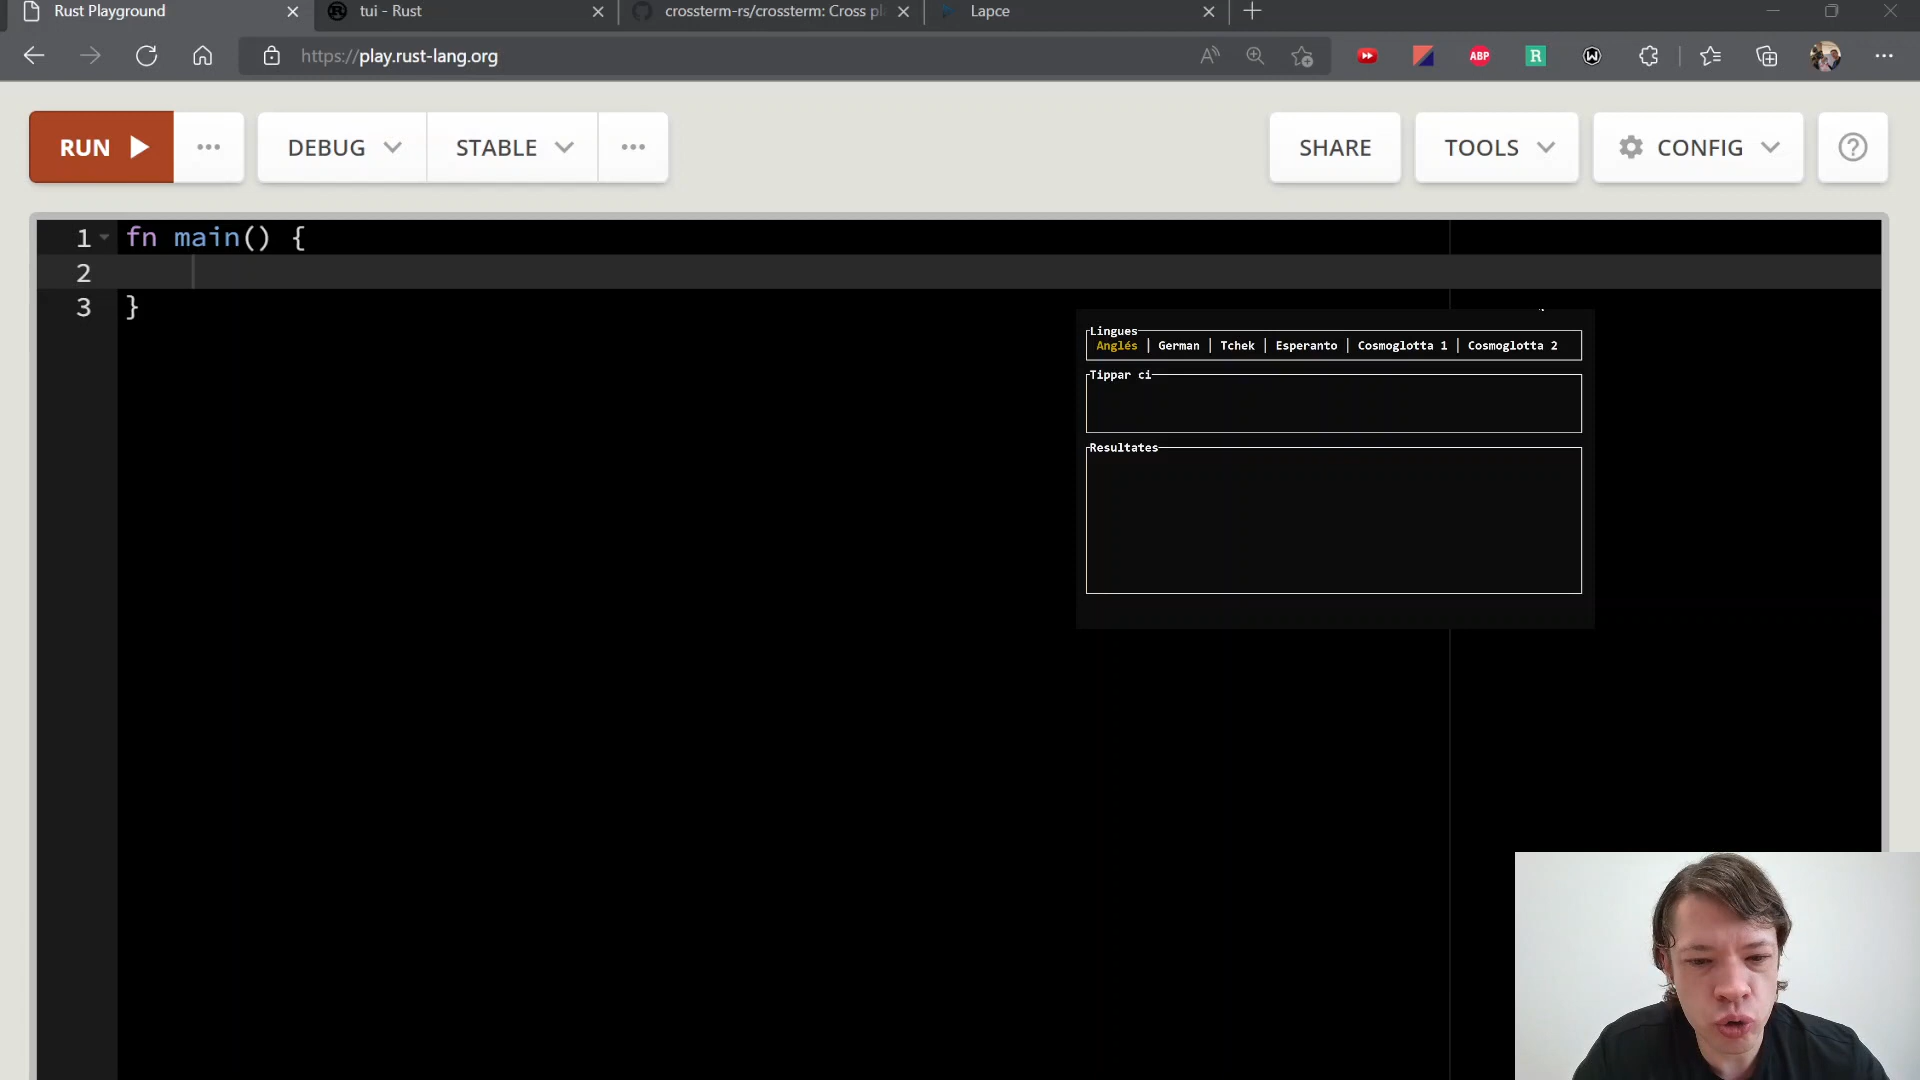 Rust Playground
tui - Rust
crossterm-rs/crossterm: Cross pl
Lapce
https://play.rust-lang.org
ABP
R
W
RUN
DEBUG
STABLE
SHARE
TOOLS
CONFIG
1 fn main() {
2
3 }
Lingues
Anglés | German | Tchek | Esperanto | Cosmoglotta 1 | Cosmoglotta 2
Tippar ci
Resultates